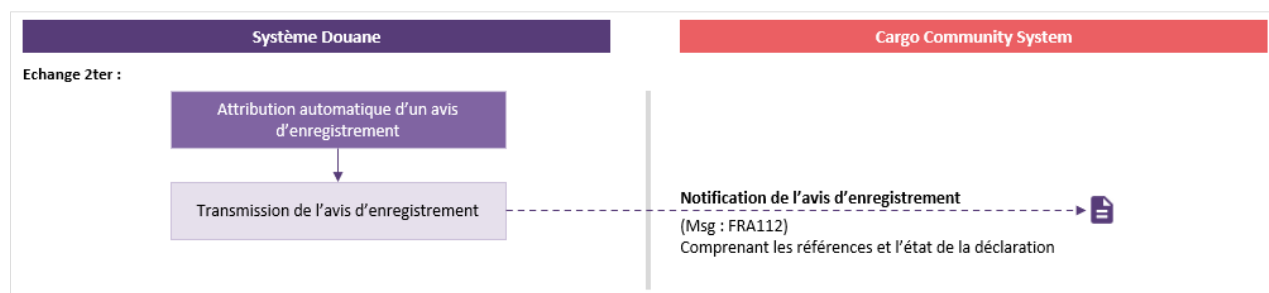 Système Douane
Cargo Community System
Echange 2ter :
Attribution automatique d'un avis
d'enregistrement
Transmission de l'avis d'enregistrement
Notification de l'avis d'enregistrement
(Msg : FRA112)
Comprenant les références et l'état de la déclaration